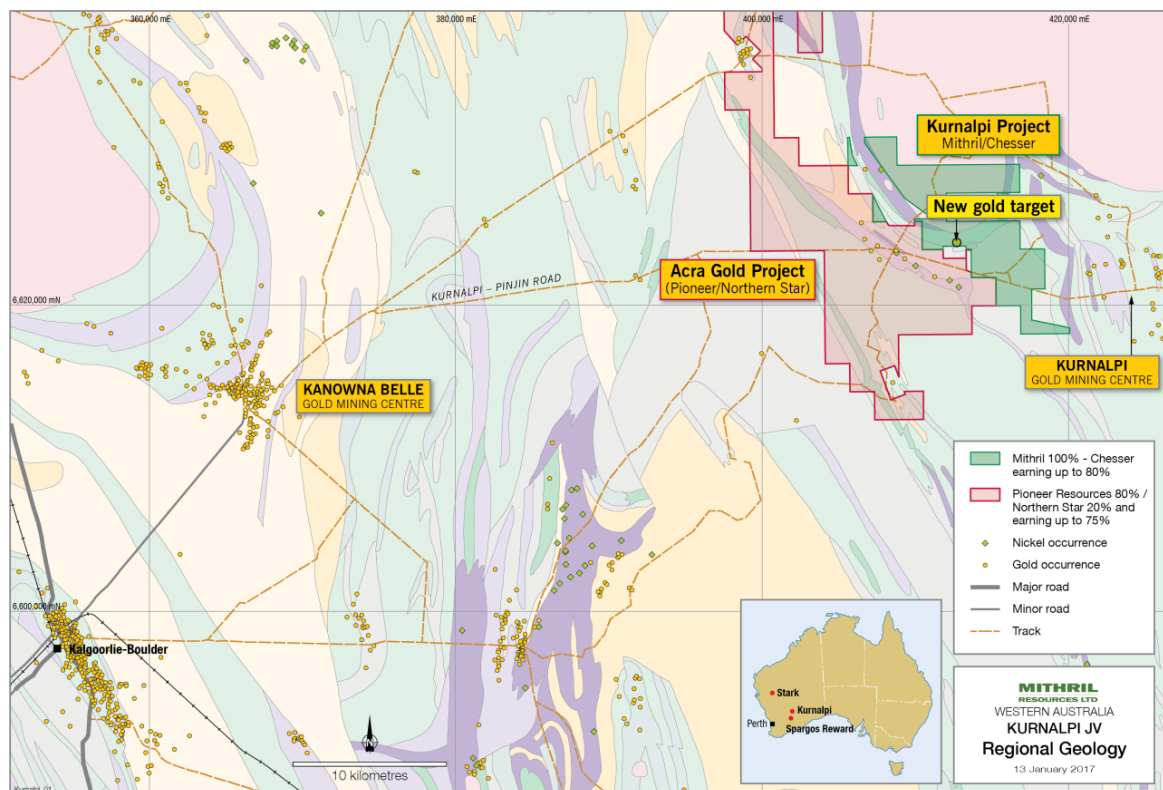 360,000 mE
380,000 mE
400,000 mE
420,000 mE
Kurnalpi Project
Mithril/Chesser
New gold target
Acra Gold Project
(Pioneer/Northern Star)
KURNALPI – PINJIN ROAD
6,620,000 mN
KURNALPI
GOLD MINING CENTRE
KANOWNA BELLE
GOLD MINING CENTRE
Mithril 100% - Chesser
earning up to 80%
Pioneer Resources 80% /
Northern Star 20% and
earning up to 75%
Nickel occurrence
Gold occurrence
Major road
Minor road
Track
6,600,000 mN
Kalgoorlie-Boulder
Stark
Kurnalpi
Perth
Spargos Reward
N
10 kilometres
MITHRIL
RESOURCES LTD
WESTERN AUSTRALIA
KURNALPI JV
Regional Geology
13 January 2017